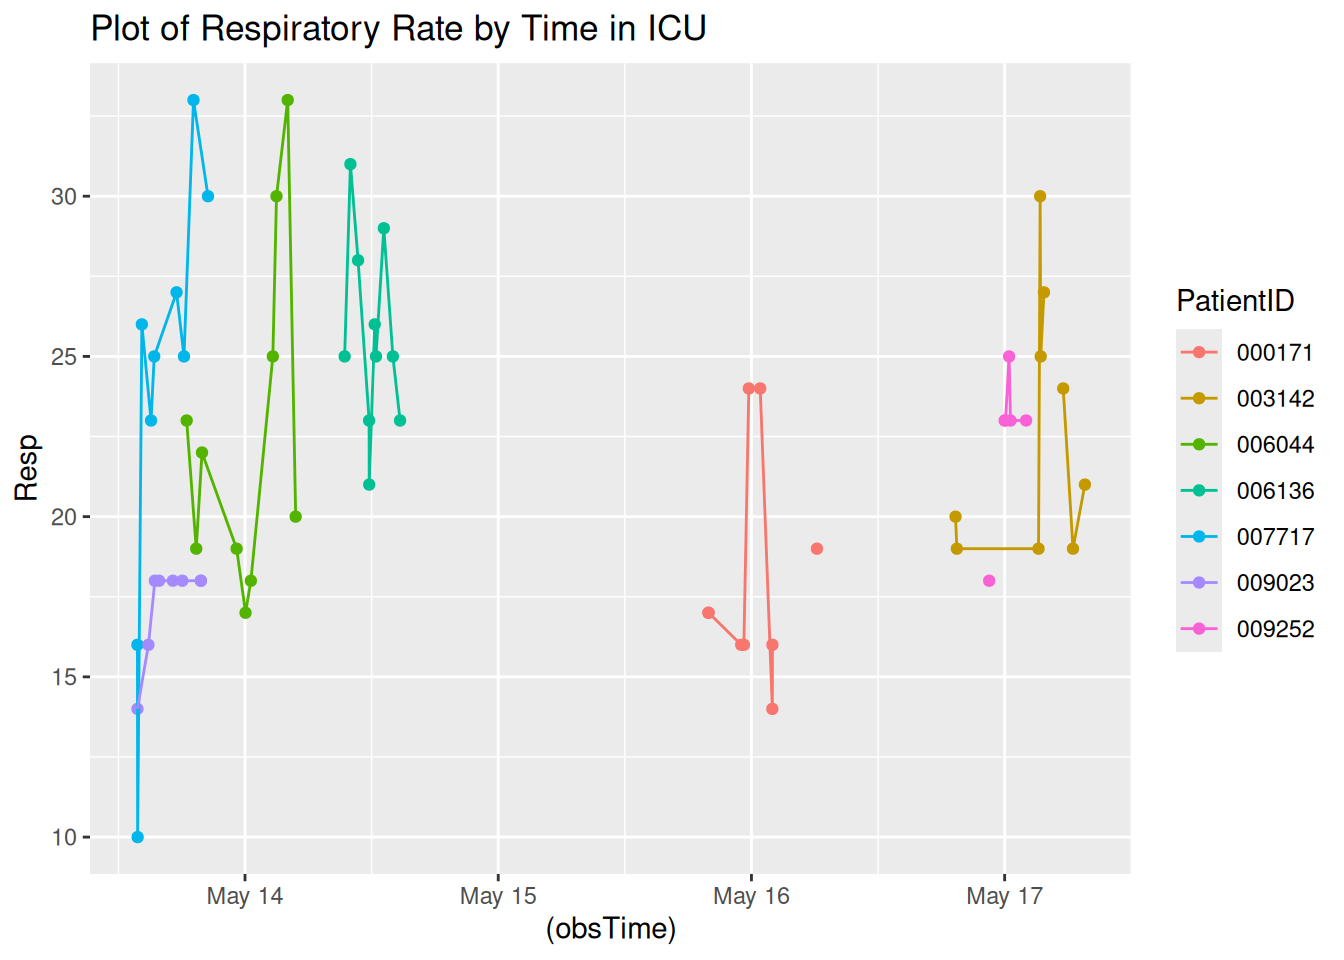 Plot of Respiratory Rate by Time in ICU
Resp
30
25
20
15
10
May 14
May 15
May 16
May 17
(obsTime)
PatientID
000171
003142
006044
006136
007717
009023
009252